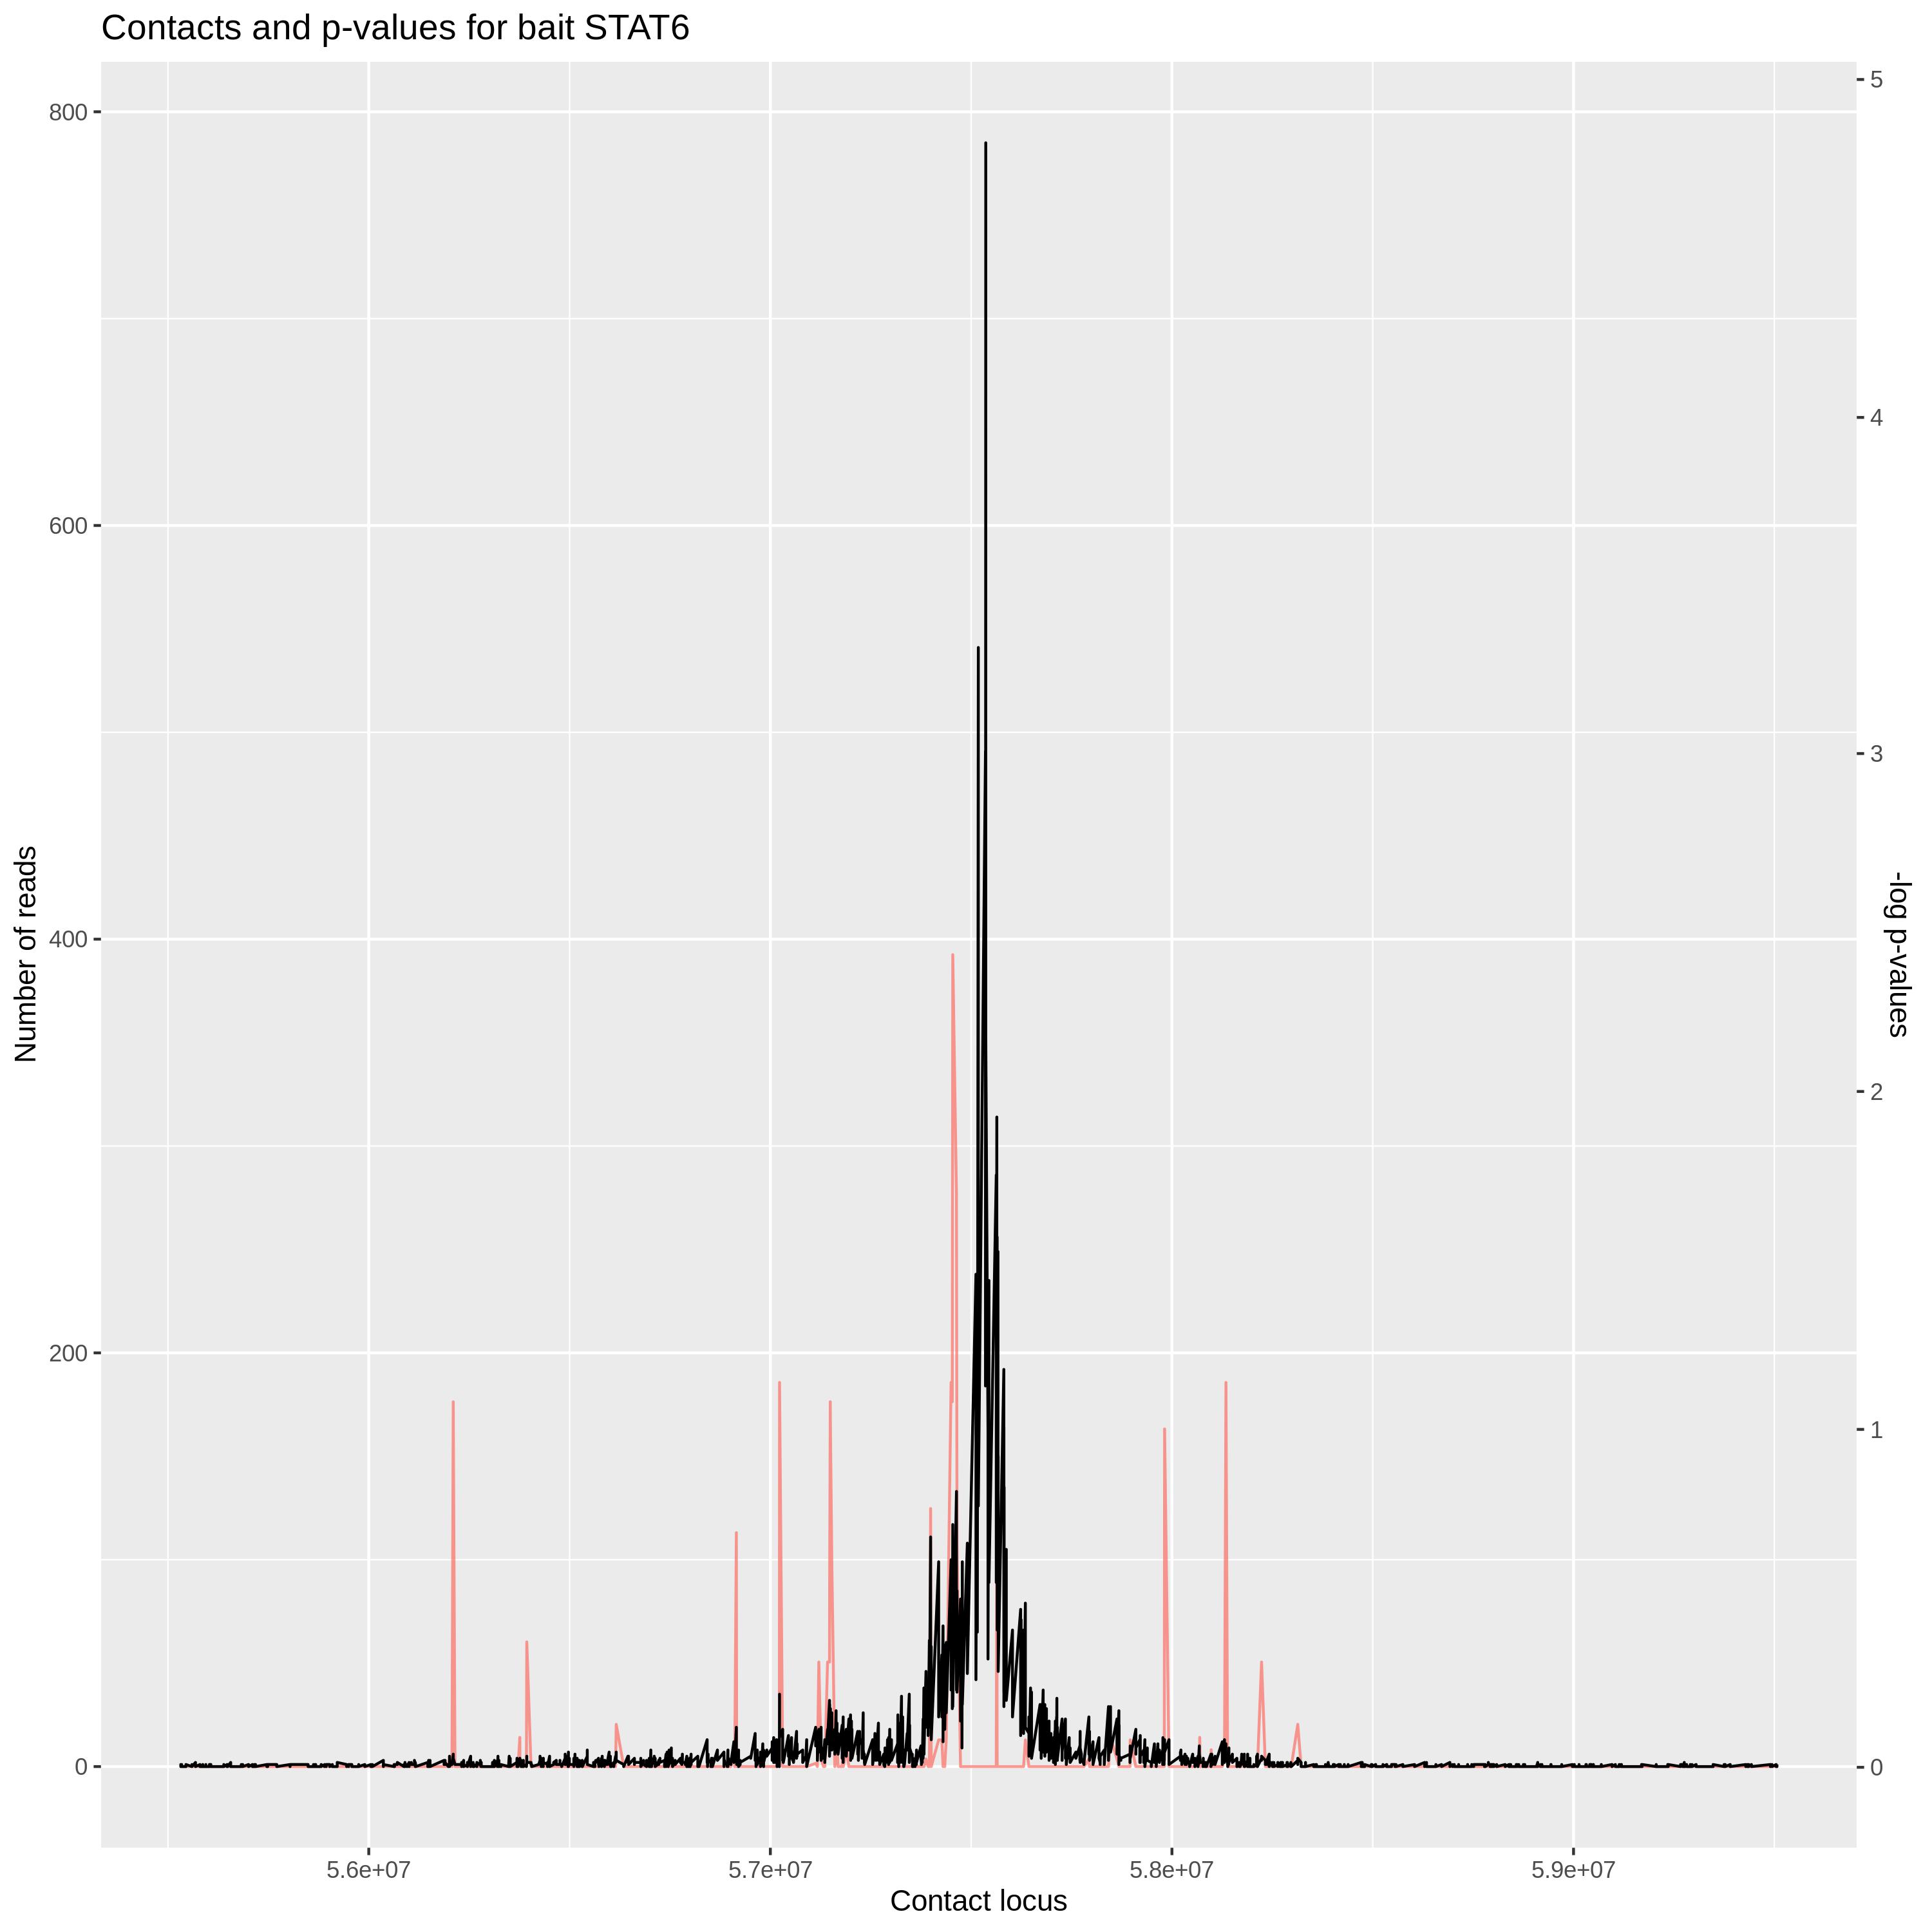 Contacts and p-values for bait STAT6
800
600
400
200
0
Number of reads
5
4
3
2
1
0
-log p-values
5.6e+07
5.7e+07
5.8e+07
5.9e+07
Contact locus